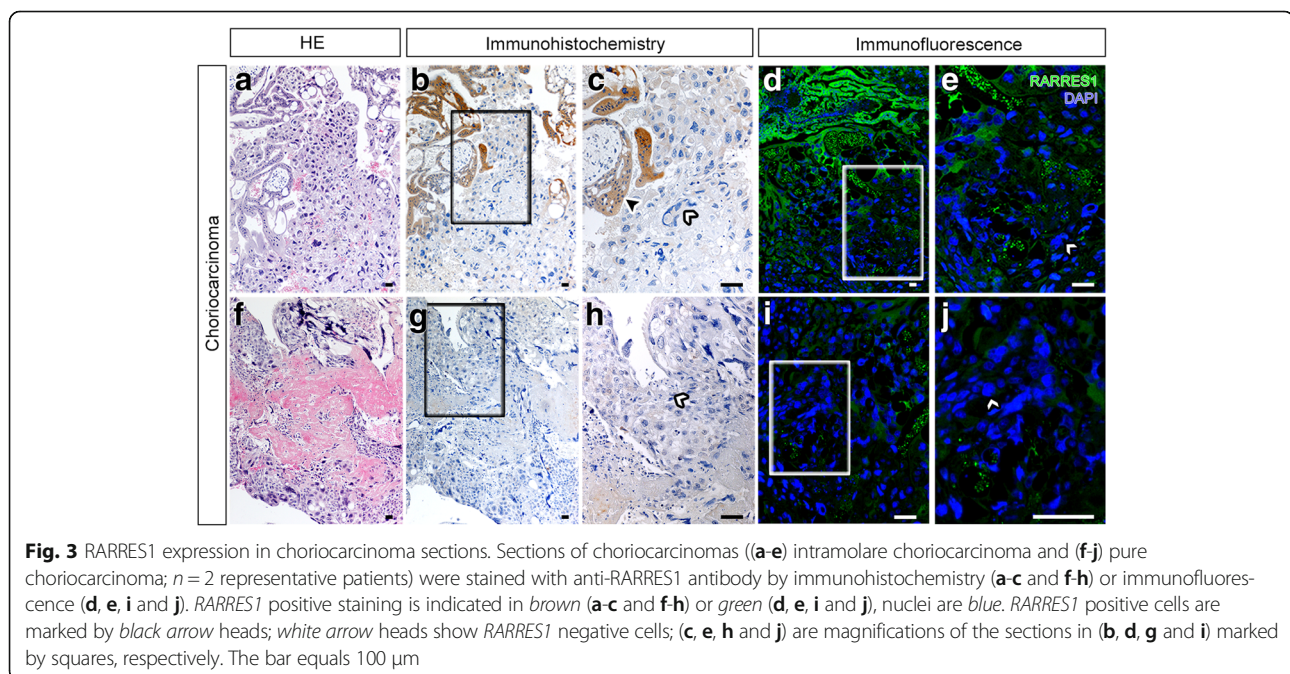 HE
Immunohistochemistry
Immunofluorescence
Choriocarcinoma
a
b
c
d
e
RARRES1
DAPI
f
g
h
i
j
Fig. 3 RARRES1 expression in choriocarcinoma sections. Sections of choriocarcinomas ((a-e) intramolare choriocarcinoma and (f-j) pure
choriocarcinoma; n = 2 representative patients) were stained with anti-RARRES1 antibody by immunohistochemistry (a-c and f-h) or immunofluores-
cence (d, e, i and j). RARRES1 positive staining is indicated in brown (a-c and f-h) or green (d, e, i and j), nuclei are blue. RARRES1 positive cells are
marked by black arrow heads; white arrow heads show RARRES1 negative cells; (c, e, h and j) are magnifications of the sections in (b, d, g and i) marked
by squares, respectively. The bar equals 100 μm